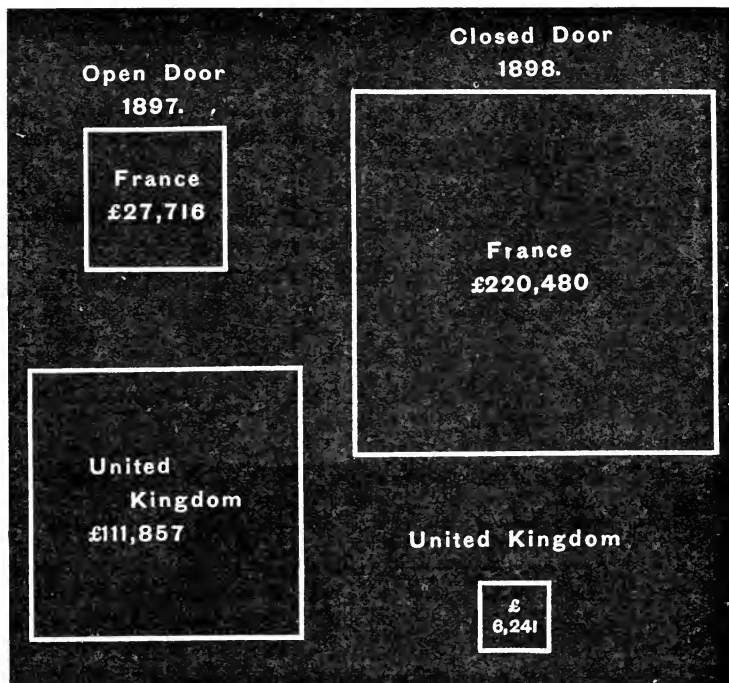 Open Door
1897.
France
£27,716
United
Kingdom
£111,857
Closed Door
1898.
France
£220,480
United Kingdom
£
6,241